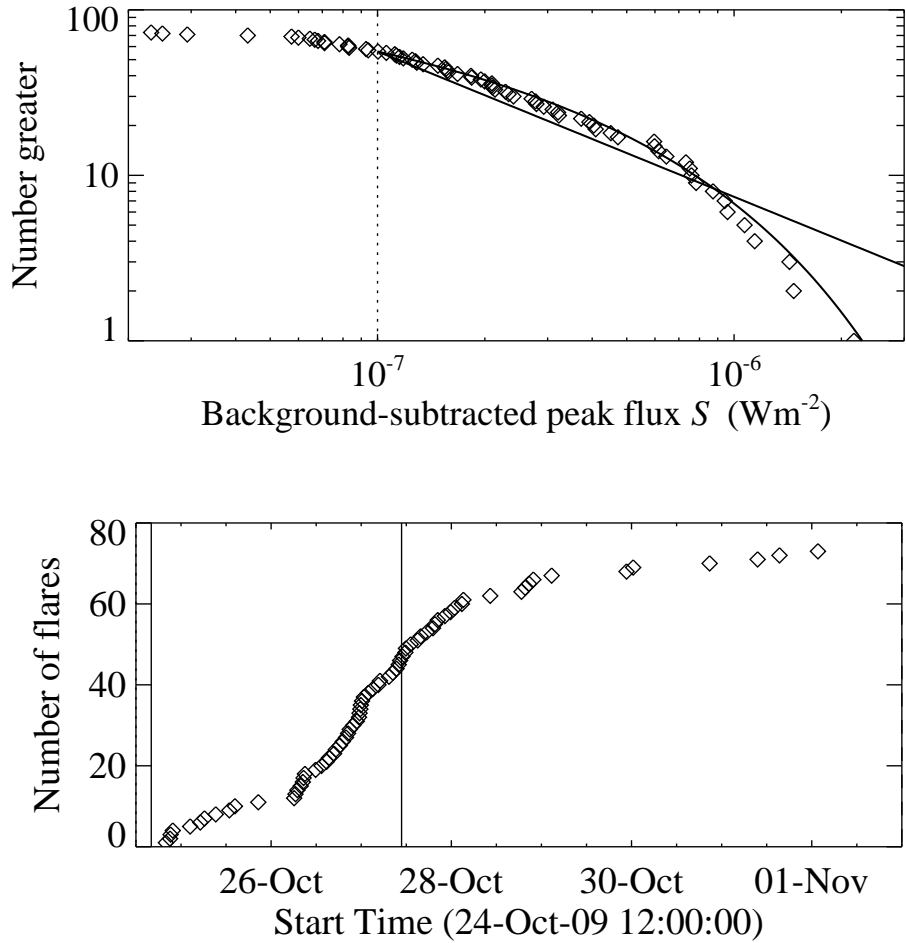 100
10
1
Number greater
10⁻⁷
10⁻⁶
Background-subtracted peak flux S (Wm⁻²)
80
60
40
20
0
Number of flares
26-Oct
28-Oct
30-Oct
01-Nov
Start Time (24-Oct-09 12:00:00)